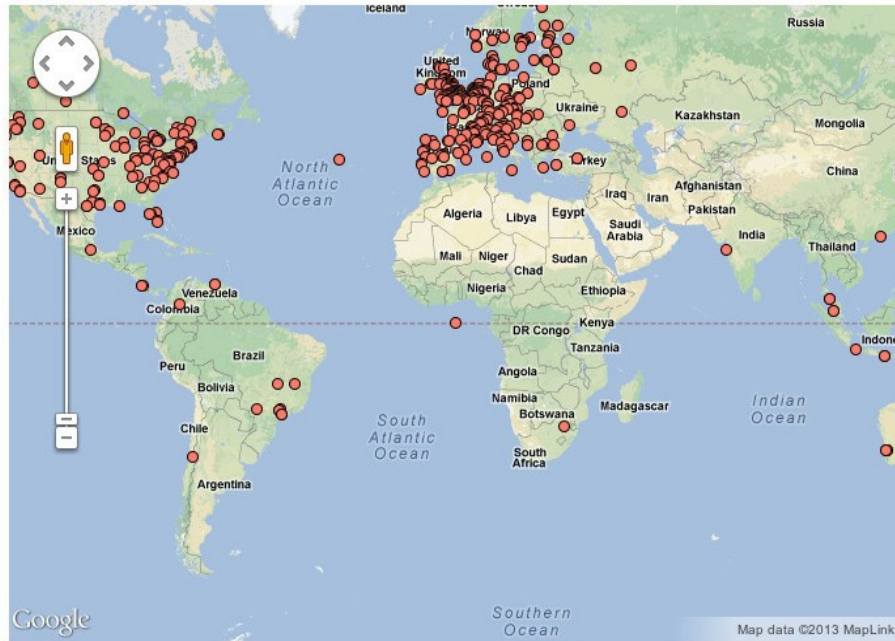 Iceland
Russia
Norway
United
Kingdom
Poland
Ukraine
Kazakhstan
Mongolia
North
Atlantic
Ocean
Turkey
China
Iraq
Iran
Afghanistan
Pakistan
Algeria
Libya
Egypt
Saudi
Arabia
India
Mexico
Mali
Niger
Chad
Sudan
Thailand
Nigeria
Ethiopia
Venezuela
Colombia
DR Congo
Kenya
Indone
Tanzania
Peru
Brazil
Bolivia
Angola
Namibia
Botswana
Madagascar
Indian
Ocean
South
Atlantic
Ocean
Chile
South
Africa
Argentina
Southern
Ocean
Google
Map data ©2013 MapLink